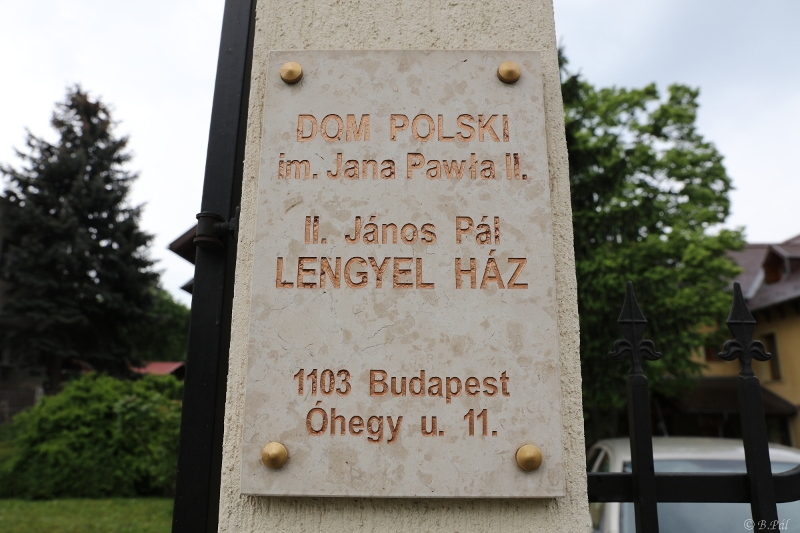 DOM POLSKI
im. Jana Pawła II.
II. János Pál
LENGYEL HÁZ
1103 Budapest
Óhegy u. 11.
© B.Pál